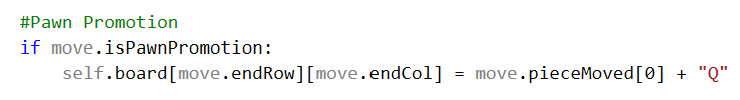 #Pawn Promotion
if move.isPawnPromotion:
    self.board[move.endRow][move.endCol] = move.pieceMoved[0] + "Q"